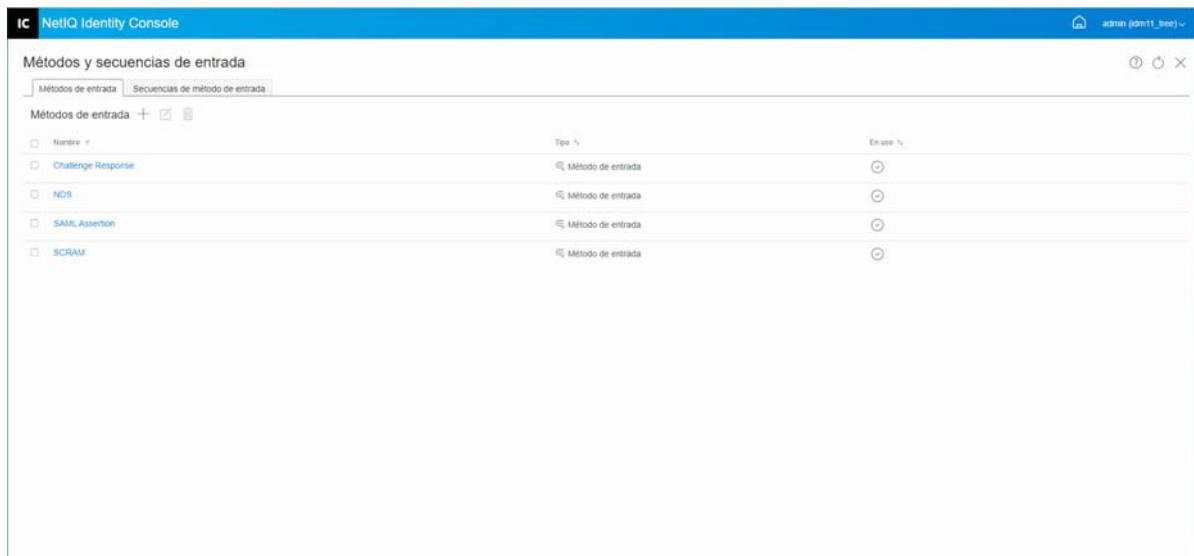 IC NetIQ Identity Console admin (idm11_tree)
Métodos y secuencias de entrada
Métodos de entrada Secuencias de método de entrada
Métodos de entrada
Nombre Tipo En uso
Challenge Response Método de entrada
NDS Método de entrada
SAML Assertion Método de entrada
SCRAM Método de entrada